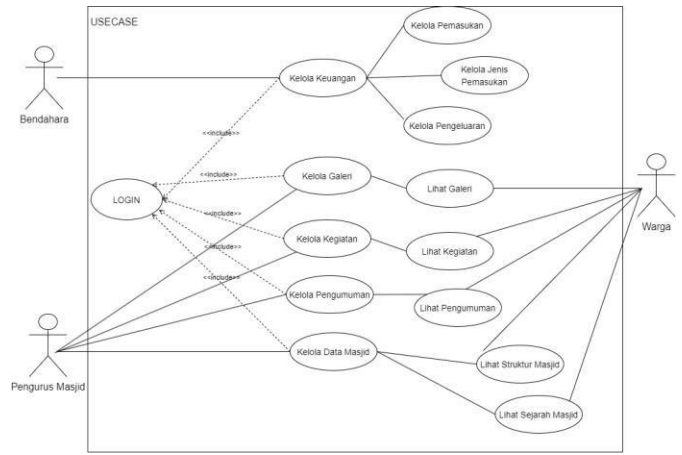 USECASE
Kelola Pemasukan
Kelola Keuangan
Kelola Jenis
Pemasukan
Bendahara
Kelola Pengeluaran
<<include>>
<<include>>
Kelola Galeri
Lihat Galeri
LOGIN
Warga
<<include>>
Kelola Kegiatan
Lihat Kegiatan
<<include>>
<<include>>
Kelola Pengumuman
Lihat Pengumuman
Kelola Data Masjid
Lihat Struktur Masjid
Pengurus Masjid
Lihat Sejarah Masjid